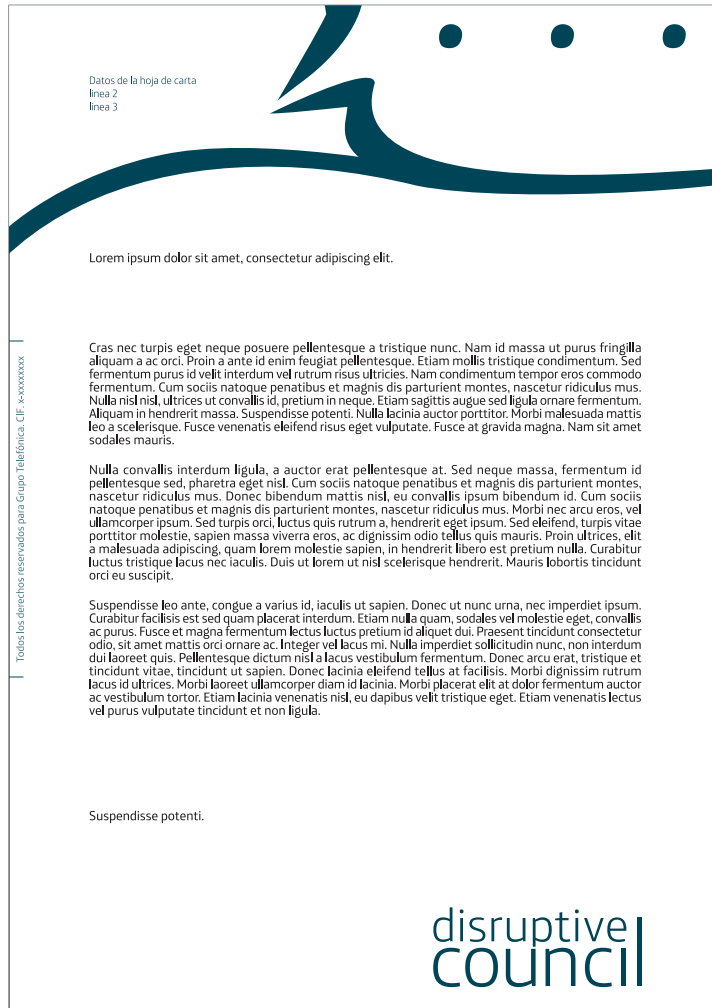 Datos de la hoja de carta
linea 2
linea 3
Lorem ipsum dolor sit amet, consectetur adipiscing elit.
Cras nec turpis eget neque posuere pellentesque a tristique nunc. Nam id massa ut purus fringilla
aliquam a ac orci. Proin a ante id enim feugiat pellentesque. Etiam mollis tristique condimentum. Sed
fermentum purus id velit interdum vel rutrum risus ultricies. Nam condimentum tempor eros commodo
fermentum. Cum sociis natoque penatibus et magnis dis parturient montes, nascetur ridiculus mus.
Nulla nisl nisl, ultrices ut convallis id, pretium in neque. Etiam sagittis augue sed ligula ornare fermentum.
Aliquam in hendrerit massa. Suspendisse potenti. Nulla lacinia auctor porttitor. Morbi malesuada mattis
leo a scelerisque. Fusce venenatis eleifend risus eget vulputate. Fusce at gravida magna. Nam sit amet
sodales mauris.
Nulla convallis interdum ligula, a auctor erat pellentesque at. Sed neque massa, fermentum id
pellentesque sed, pharetra eget nisl. Cum sociis natoque penatibus et magnis dis parturient montes,
nascetur ridiculus mus. Donec bibendum mattis nisl, eu convallis ipsum bibendum id. Cum sociis
natoque penatibus et magnis dis parturient montes, nascetur ridiculus mus. Morbi nec arcu eros, vel
ullamcorper ipsum. Sed turpis orci, luctus quis rutrum a, hendrerit eget ipsum. Sed eleifend, turpis vitae
porttitor molestie, sapien massa viverra eros, ac dignissim odio tellus quis mauris. Proin ultrices, elit
a malesuada adipiscing, quam lorem molestie sapien, in hendrerit libero est pretium nulla. Curabitur
luctus tristique lacus nec iaculis. Duis ut lorem ut nisl scelerisque hendrerit. Mauris lobortis tincidunt
orci eu suscipit.
Suspendisse leo ante, congue a varius id, iaculis ut sapien. Donec ut nunc urna, nec imperdiet ipsum.
Curabitur facilisis est sed quam placerat interdum. Etiam nulla quam, sodales vel molestie eget, convallis
ac purus. Fusce et magna fermentum lectus luctus pretium id aliquet dui. Praesent tincidunt consectetur
odio, sit amet mattis orci ornare ac. Integer vel lacus mi. Nulla imperdiet sollicitudin nunc, non interdum
dui laoreet quis. Pellentesque dictum nisl a lacus vestibulum fermentum. Donec arcu erat, tristique et
tincidunt vitae, tincidunt ut sapien. Donec lacinia eleifend tellus at facilisis. Morbi dignissim rutrum
lacus id ultrices. Morbi laoreet ullamcorper diam id lacinia. Morbi placerat elit at dolor fermentum auctor
ac vestibulum tortor. Etiam lacinia venenatis nisl, eu dapibus velit tristique eget. Etiam venenatis lectus
vel purus vulputate tincidunt et non ligula.
Suspendisse potenti.
Todos los derechos reservados para Grupo Telefónica. CIF. x-xxxxxxxx
disruptive
council